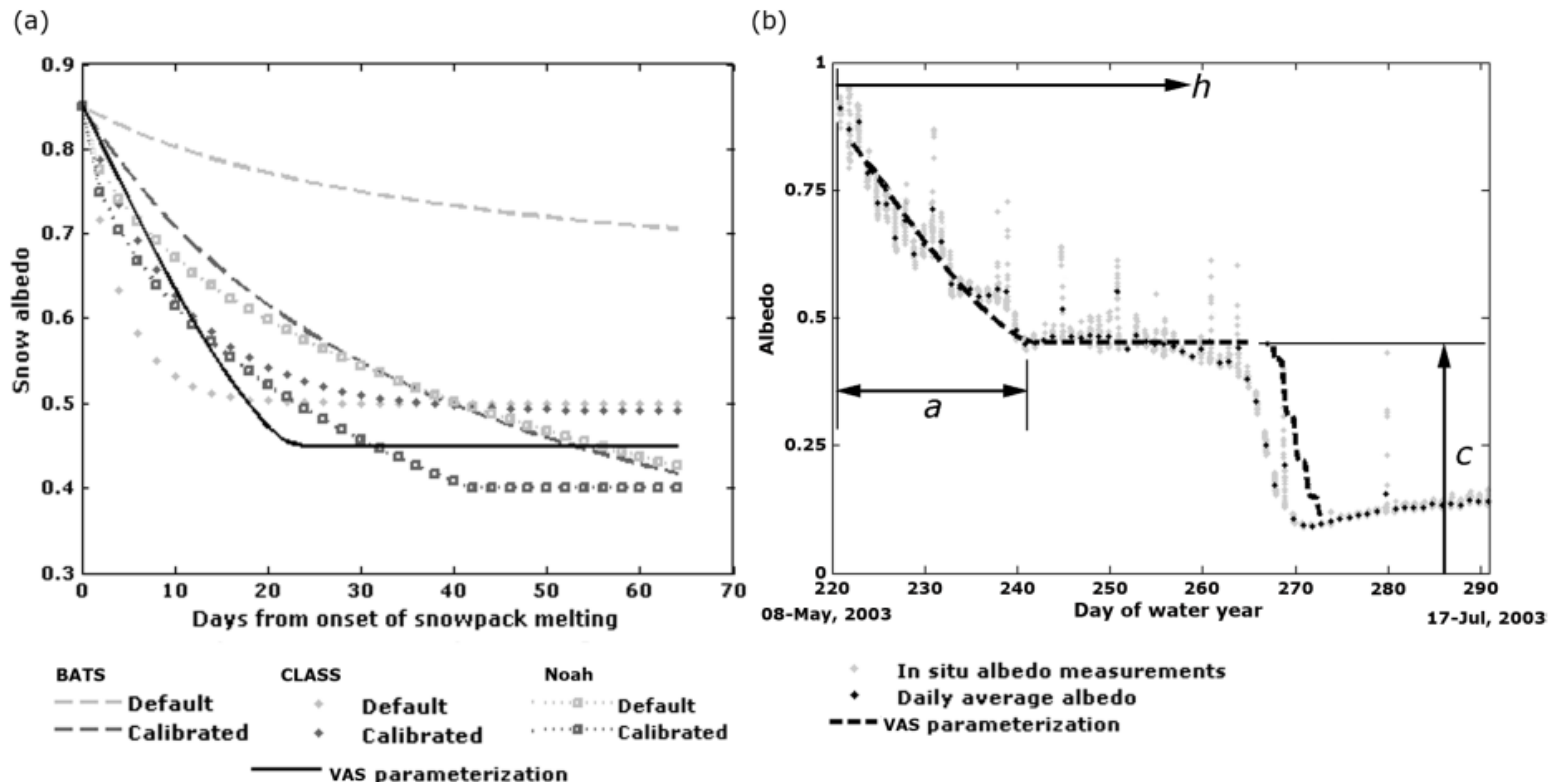 (a)
(b)
0.9
0.8
0.7
0.6
0.5
0.4
0.3
Snow albedo
0 10 20 30 40 50 60 70
Days from onset of snowpack melting
1
0.75
0.5
0.25
0
Albedo
h
a
c
220 230 240 250 260 270 280 290
08-May, 2003 Day of water year 17-Jul, 2003
BATS
Default
Calibrated
CLASS
Default
Calibrated
Noah
Default
Calibrated
VAS parameterization
In situ albedo measurements
Daily average albedo
VAS parameterization